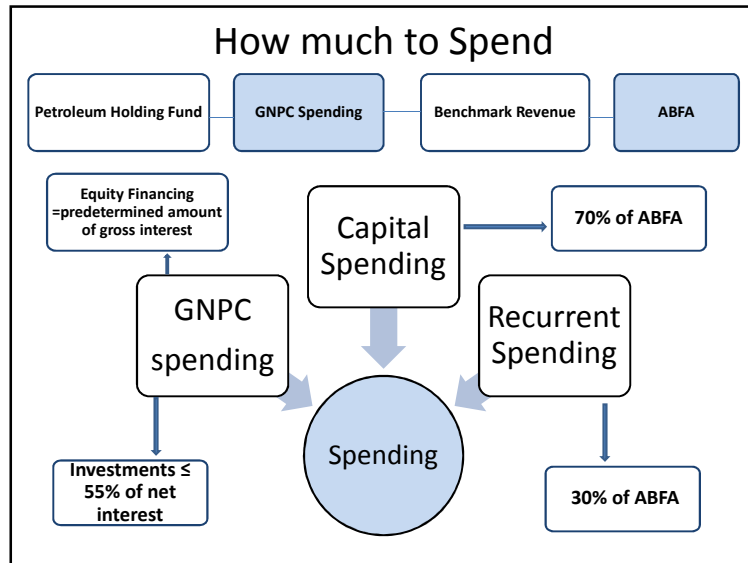 How much to Spend
Petroleum Holding Fund
GNPC Spending
Benchmark Revenue
ABFA
Equity Financing
=predetermined amount
of gross interest
Capital
Spending
70% of ABFA
GNPC
spending
Recurrent
Spending
Spending
Investments ≤
55% of net
interest
30% of ABFA